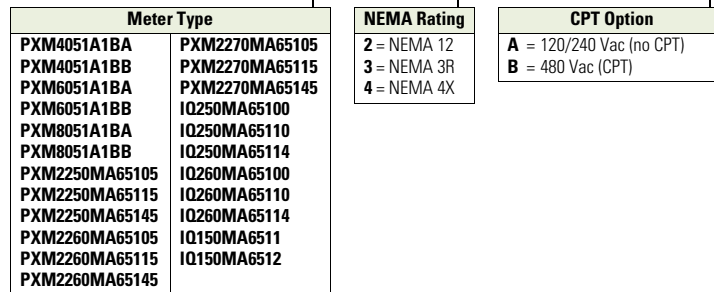 Meter Type
PXM4051A1BA
PXM4051A1BB
PXM6051A1BA
PXM6051A1BB
PXM8051A1BA
PXM8051A1BB
PXM2250MA65105
PXM2250MA65115
PXM2250MA65145
PXM2260MA65105
PXM2260MA65115
PXM2260MA65145
PXM2270MA65105
PXM2270MA65115
PXM2270MA65145
IQ250MA65100
IQ250MA65110
IQ250MA65114
IQ260MA65100
IQ260MA65110
IQ260MA65114
IQ150MA6511
IQ150MA6512
NEMA Rating
2 = NEMA 12
3 = NEMA 3R
4 = NEMA 4X
CPT Option
A = 120/240 Vac (no CPT)
B = 480 Vac (CPT)